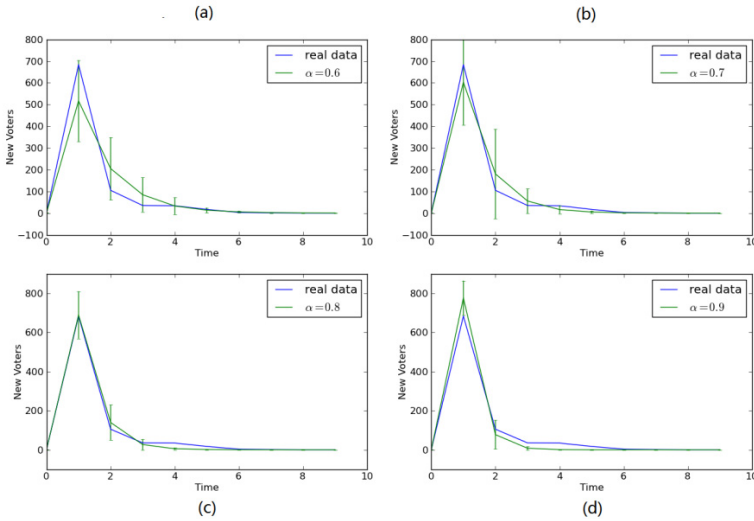 (a)
(b)
800
700
600
500
400
300
200
100
0
−100
0 2 4 6 8 10
New Voters
Time
real data
α=0.6
800
700
600
500
400
300
200
100
0
−100
0 2 4 6 8 10
New Voters
Time
real data
α=0.7
800
600
400
200
0
0 2 4 6 8 10
New Voters
Time
real data
α=0.8
800
600
400
200
0
0 2 4 6 8 10
New Voters
Time
real data
α=0.9
(c)
(d)